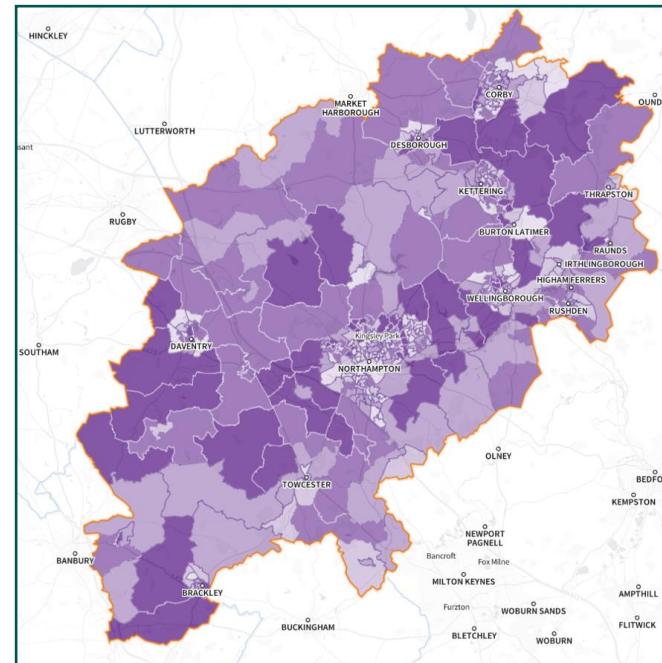 HINCKLEY
CORBY
MARKET
HARBOROUGH
OUND
LUTTERWORTH
DESBOROUGH
KETTERING
THRAPSTON
RUGBY
BURTON LATIMER
RAUNDS
IRTHLINGBOROUGH
HIGHAM FERRERS
WELLINGBOROUGH
RUSHDEN
Kingsley Park
DAVENTRY
SOUTHAM
NORTHAMPTON
OLNEY
TOWCESTER
BEDFO
KEMPSTON
NEWPORT
PAGNELL
BANBURY
Bancroft
Fox Milne
MILTON KEYNES
BRACKLEY
AMPTHILL
Furzton
WOBURN SANDS
BUCKINGHAM
FLITWICK
BLETCHLEY
WOBURN